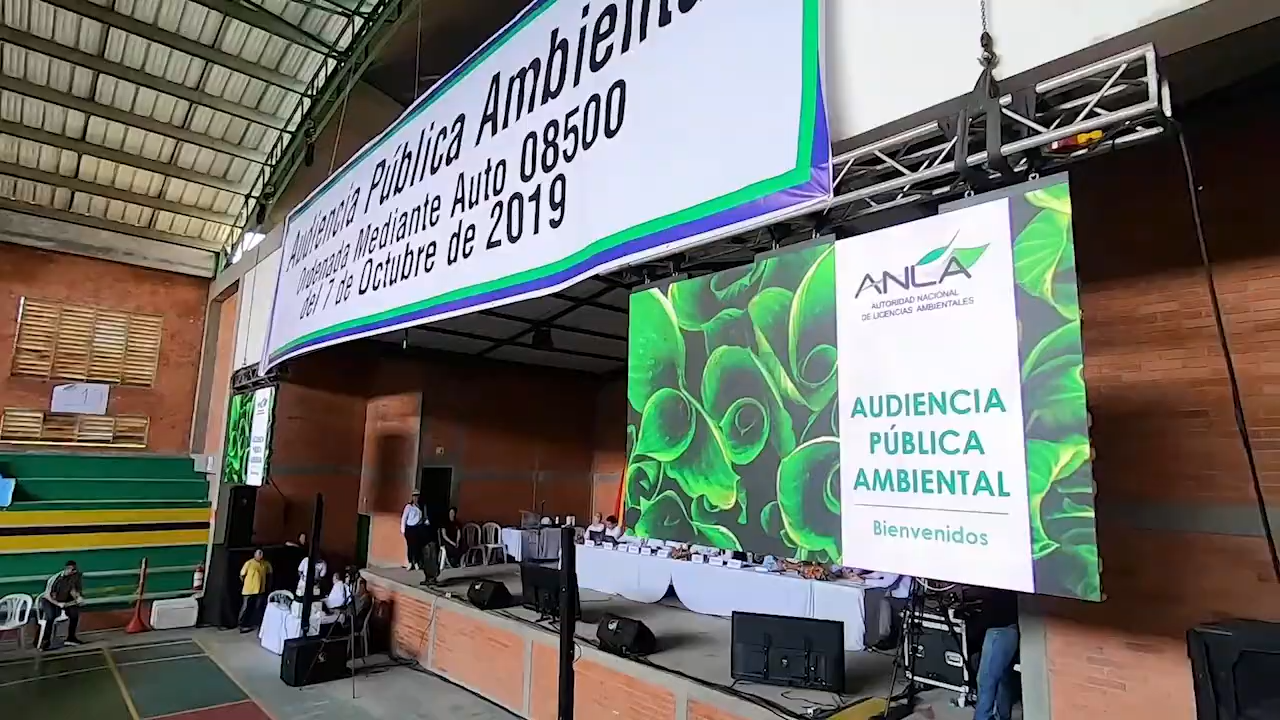 Audiencia Pública Ambienta
Ordenada Mediante Auto 08500
del 7 de Octubre de 2019
ANLA
AUTORIDAD NACIONAL
DE LICENCIAS AMBIENTALES
AUDIENCIA
PÚBLICA
AMBIENTAL
Bienvenidos